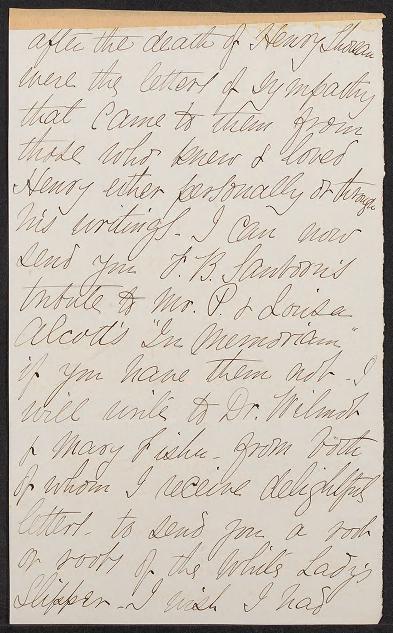 after the death of Henry Thoreau
were the letters of sympathy
that came to them from
those who knew & loved
Henry either personally or through
his writings. I can now
send you F. B. Sanborn's
tribute to Mr. P. & Louisa
Alcott's "In Memoriam"
if you have them not. I
will write to Dr. Wilmot
& Mary Fisher - from both
of whom I receive delightful
letters - to send you a root
or roots of the White Lady's
Slipper - I wish I had